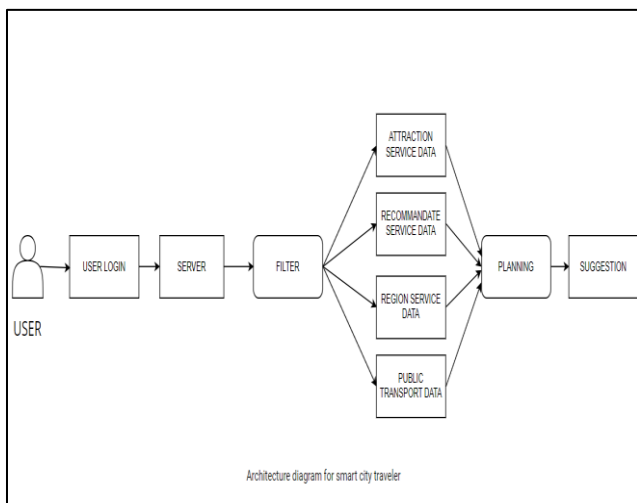 ATTRACTION
SERVICE DATA
RECOMMANDATE
SERVICE DATA
USER LOGIN
SERVER
FILTER
PLANNING
SUGGESTION
REGION SERVICE
DATA
USER
PUBLIC
TRANSPORT DATA
Architecture diagram for smart city traveler